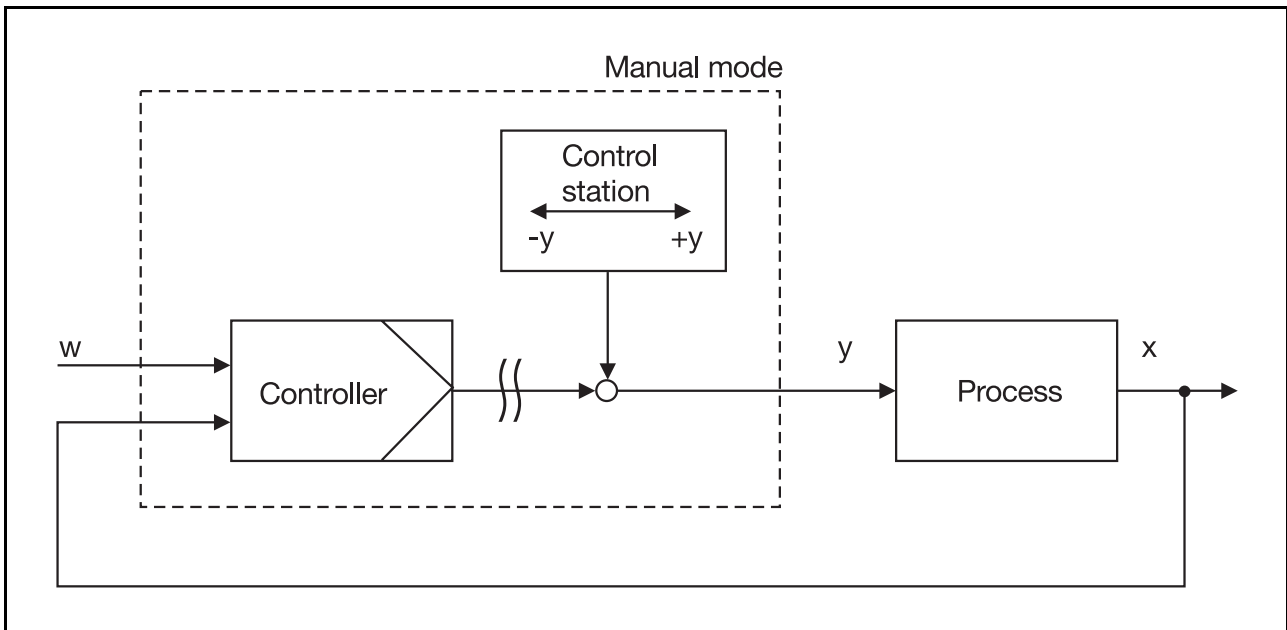 Manual mode
Control
station
-y +y
w
Controller
y
Process
x